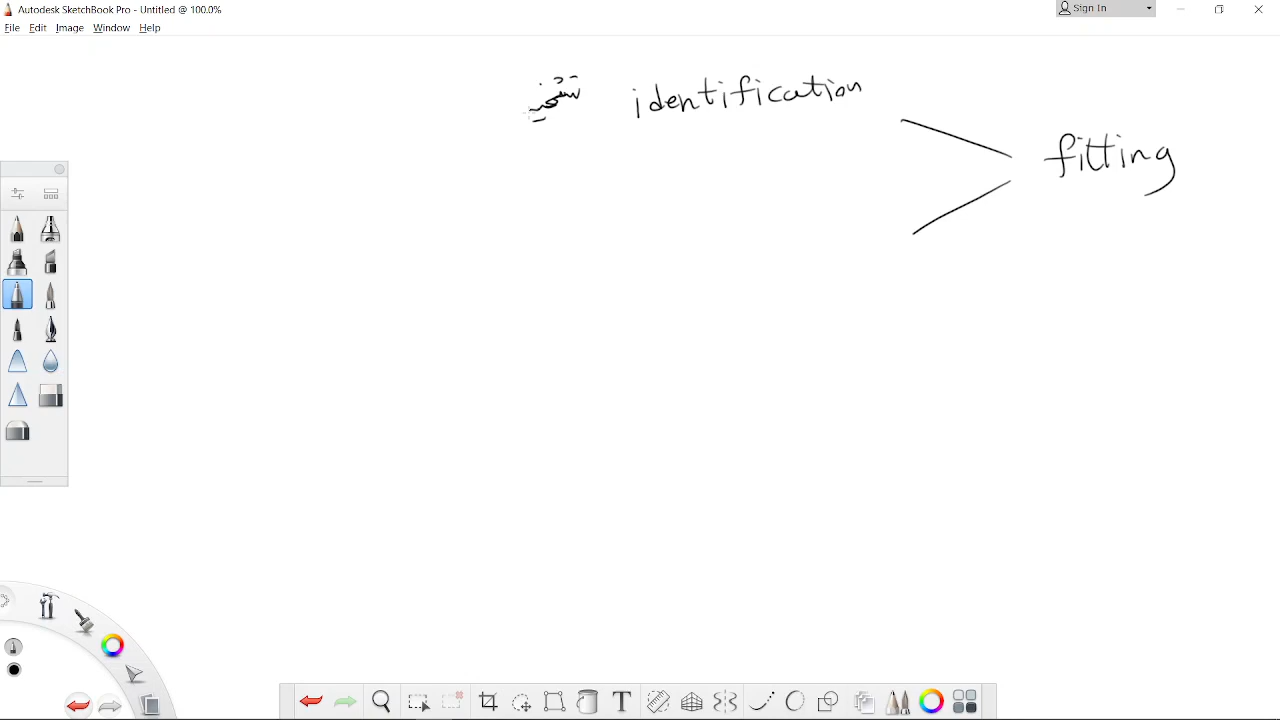 Autodesk SketchBook Pro - Untitled @ 100.0%
Sign In
File Edit Image Window Help
identification
fitting
T